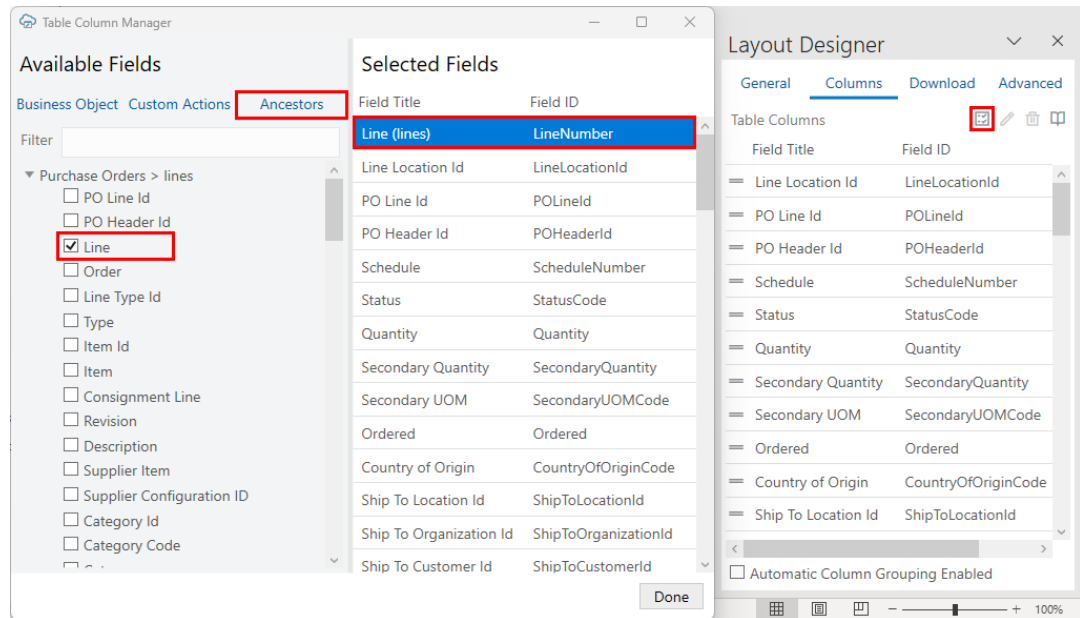 Table Column Manager
Available Fields
Business Object Custom Actions Ancestors
Filter
Purchase Orders > lines
PO Line Id
PO Header Id
Line
Order
Line Type Id
Type
Item Id
Item
Consignment Line
Revision
Description
Supplier Item
Supplier Configuration ID
Category Id
Category Code
Selected Fields
Field Title Field ID
Line (lines) LineNumber
Line Location Id LineLocationId
PO Line Id POLineId
PO Header Id POHeaderId
Schedule ScheduleNumber
Status StatusCode
Quantity Quantity
Secondary Quantity SecondaryQuantity
Secondary UOM SecondaryUOMCode
Ordered Ordered
Country of Origin CountryOfOriginCode
Ship To Location Id ShipToLocationId
Ship To Organization Id ShipToOrganizationId
Ship To Customer Id ShipToCustomerId
Done
Layout Designer
General Columns Download Advanced
Table Columns
Field Title Field ID
Line Location Id LineLocationId
PO Line Id POLineId
PO Header Id POHeaderId
Schedule ScheduleNumber
Status StatusCode
Quantity Quantity
Secondary Quantity SecondaryQuantity
Secondary UOM SecondaryUOMCode
Ordered Ordered
Country of Origin CountryOfOriginCode
Ship To Location Id ShipToLocationId
Automatic Column Grouping Enabled
100%